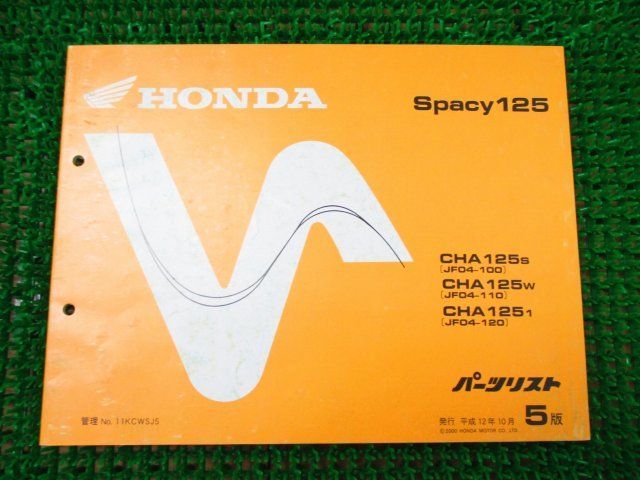 HONDA
Spacy125
CHA125S
(JF04-100)
CHA125W
(JF04-110)
CHA1251
(JF04-120)
パーツリスト
管理 No. 11KCWSJ5
発行 平成12年10月
5版
© 2000 HONDA MOTOR CO., LTD.